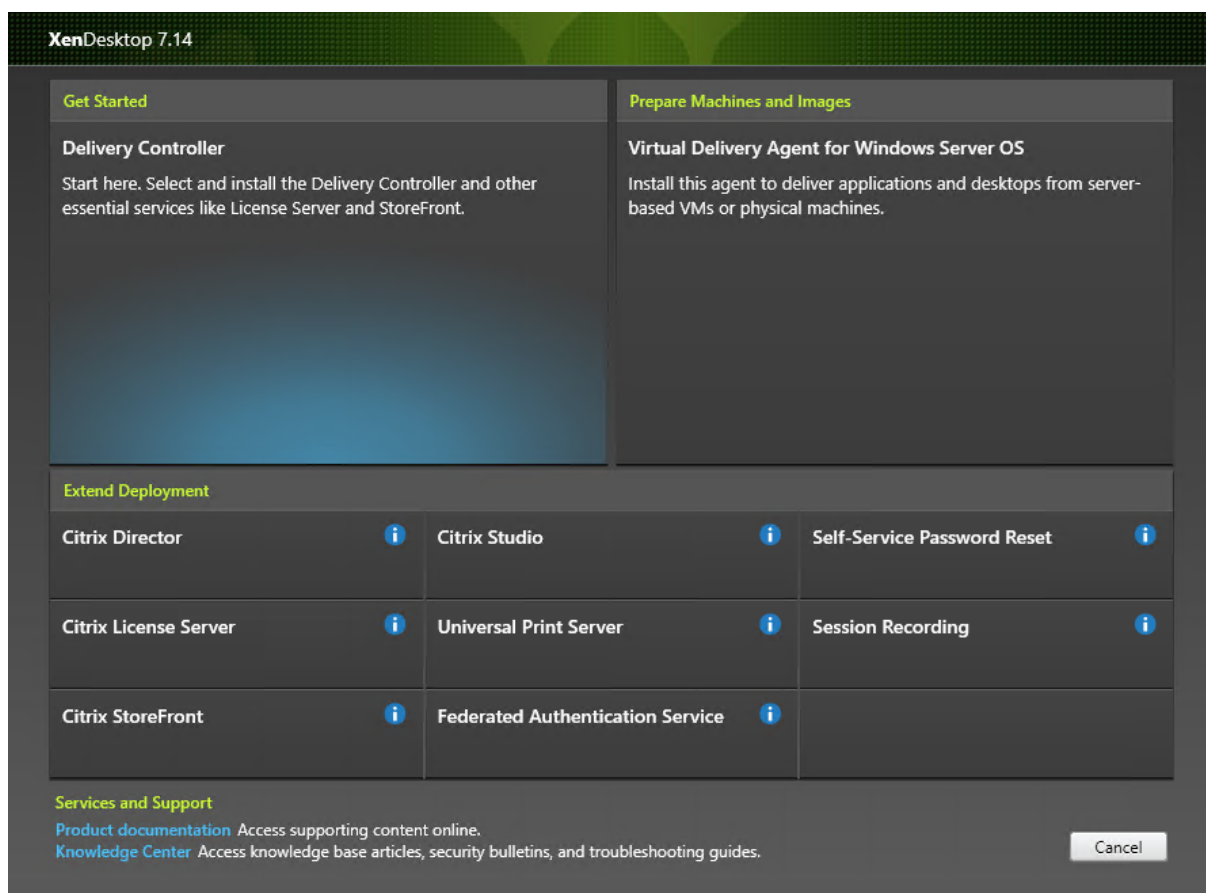 XenDesktop 7.14
Get Started
Delivery Controller
Start here. Select and install the Delivery Controller and other
essential services like License Server and StoreFront.
Prepare Machines and Images
Virtual Delivery Agent for Windows Server OS
Install this agent to deliver applications and desktops from server-
based VMs or physical machines.
Extend Deployment
Citrix Director
Citrix Studio
Self-Service Password Reset
Citrix License Server
Universal Print Server
Session Recording
Citrix StoreFront
Federated Authentication Service
Services and Support
Product documentation Access supporting content online.
Knowledge Center Access knowledge base articles, security bulletins, and troubleshooting guides.
Cancel